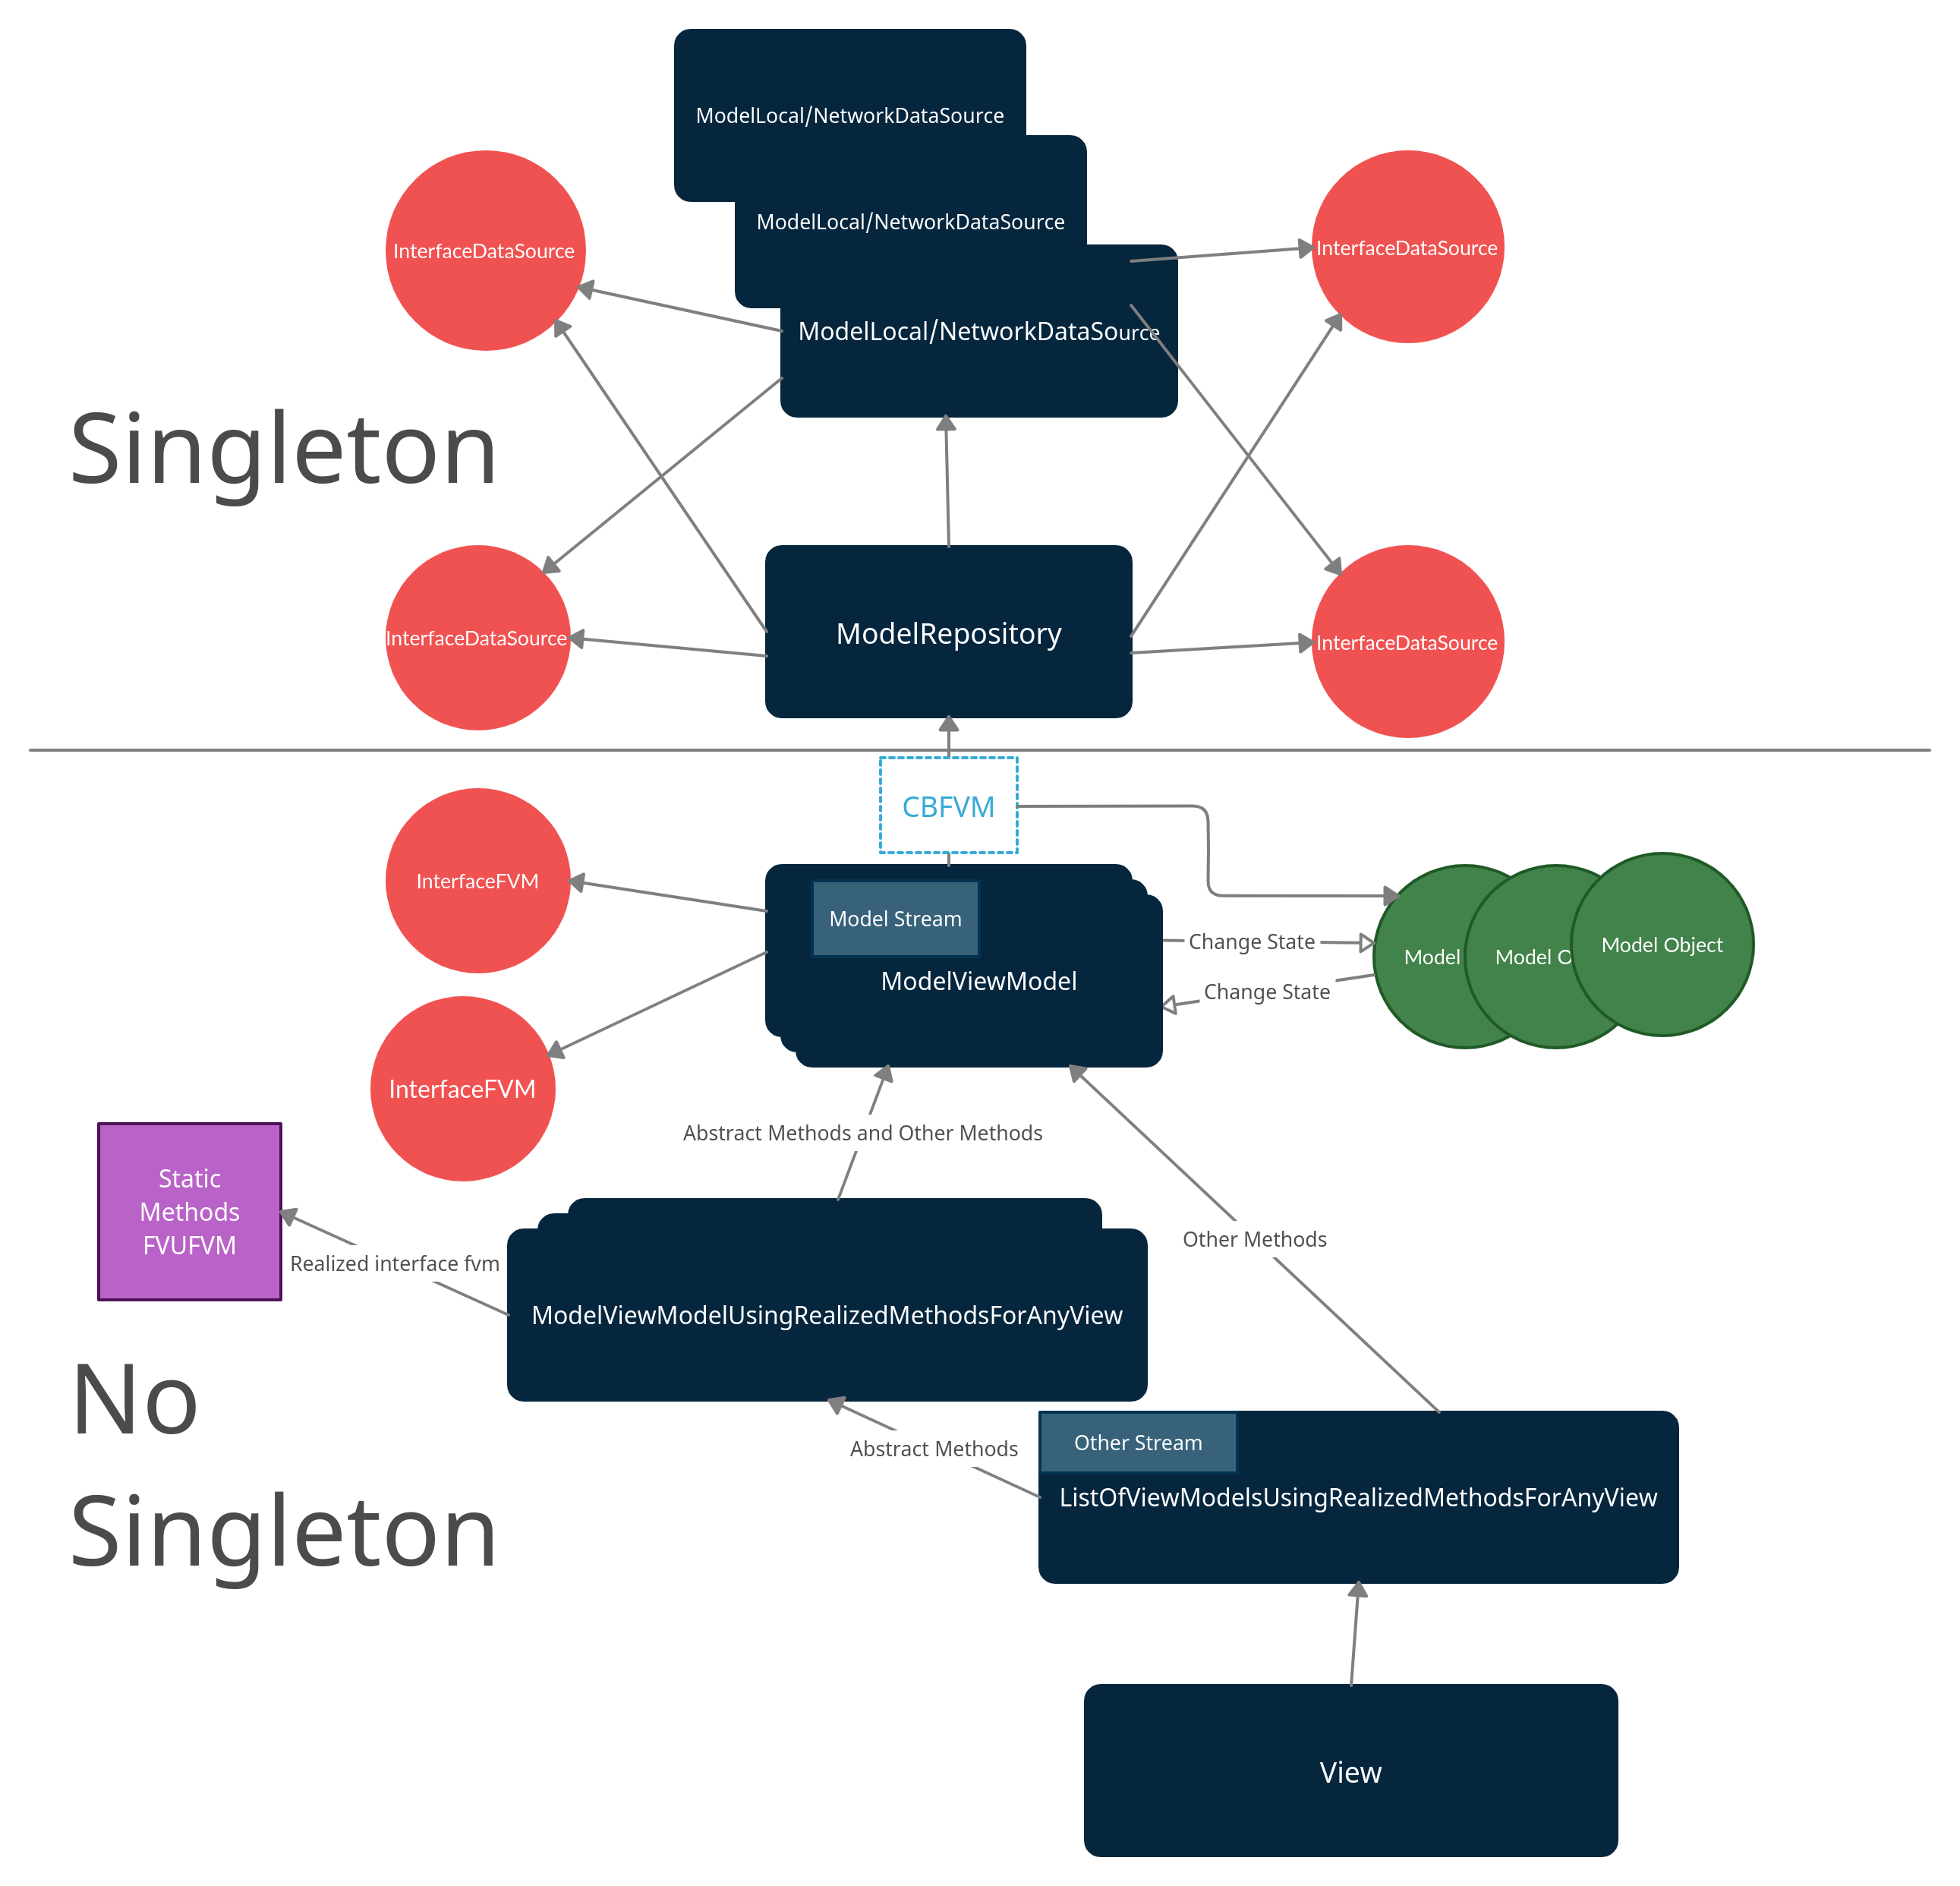 ModelLocal/NetworkDataSource
ModelLocal/NetworkDataSource
InterfaceDataSource
InterfaceDataSource
ModelLocal/NetworkDataSource
Singleton
InterfaceDataSource
ModelRepository
InterfaceDataSource
CBFVM
InterfaceFVM
Model Stream
ModelViewModel
Change State
Change State
Model
Model O
Model Object
InterfaceFVM
Abstract Methods and Other Methods
Static
Methods
FVUFVM
Realized interface fvm
Other Methods
ModelViewModelUsingRealizedMethodsForAnyView
No
Singleton
Abstract Methods
Other Stream
ListOfViewModelsUsingRealizedMethodsForAnyView
View